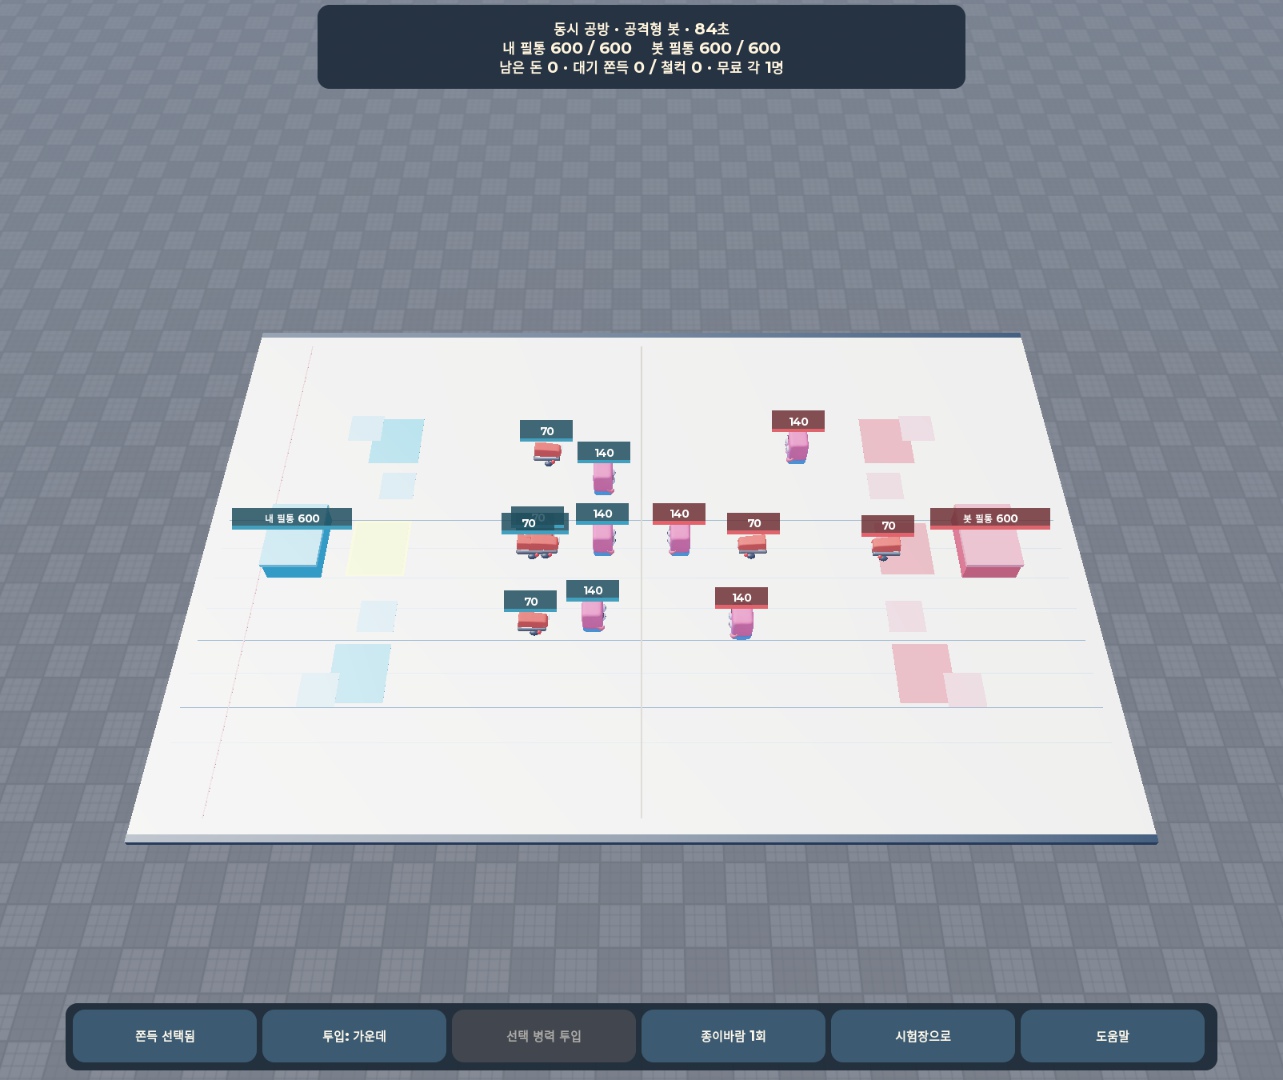 동시 공방 · 공격형 봇 · 84초
내 필통 600 / 600 봇 필통 600 / 600
남은 돈 0 · 대기 쫀득 0 / 철컥 0 · 무료 각 1명
140
70
140
140
140
70
내 필통 600
70
70
봇 필통 600
140
140
70
쫀득 선택됨
투입: 가운데
선택 병력 투입
종이바람 1회
시험장으로
도움말